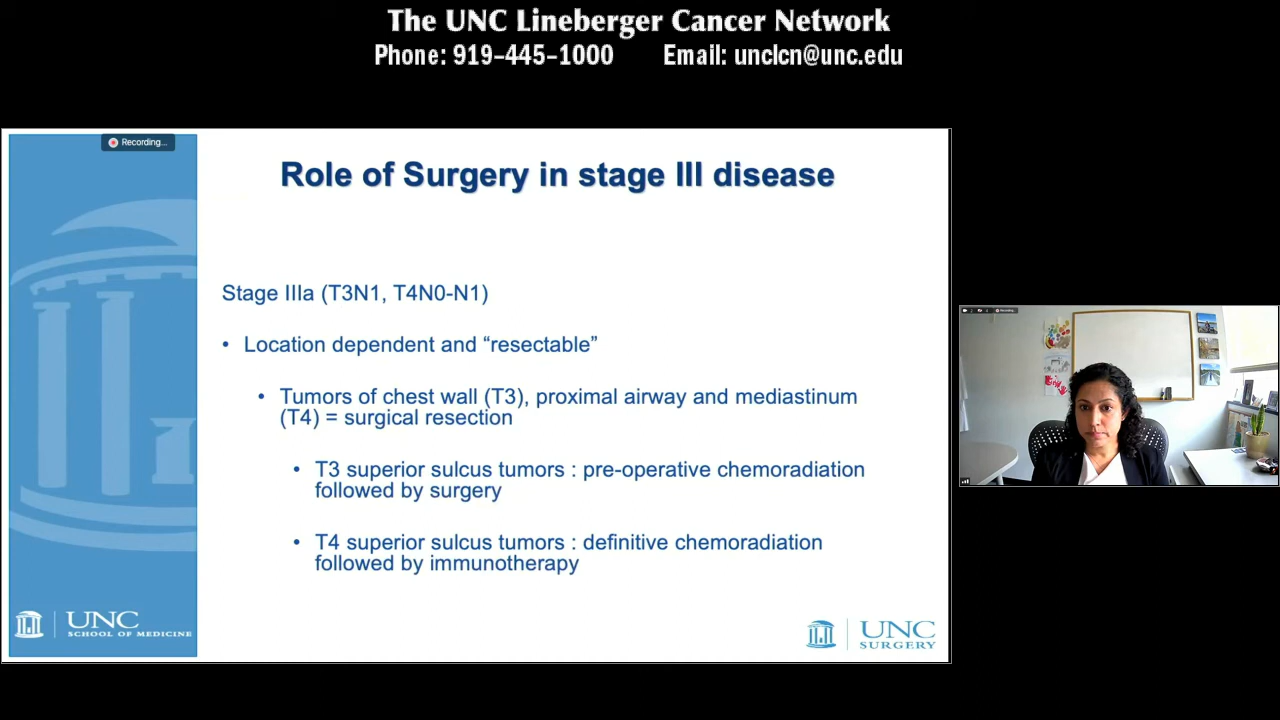 The UNC Lineberger Cancer Network
Phone: 919-445-1000 Email: unclcn@unc.edu
Recording...
Role of Surgery in stage III disease
Stage IIIa (T3N1, T4N0-N1)
• Location dependent and “resectable”
• Tumors of chest wall (T3), proximal airway and mediastinum
(T4) = surgical resection
• T3 superior sulcus tumors : pre-operative chemoradiation
followed by surgery
• T4 superior sulcus tumors : definitive chemoradiation
followed by immunotherapy
UNC
SCHOOL OF MEDICINE
UNC
SURGERY
Recording...